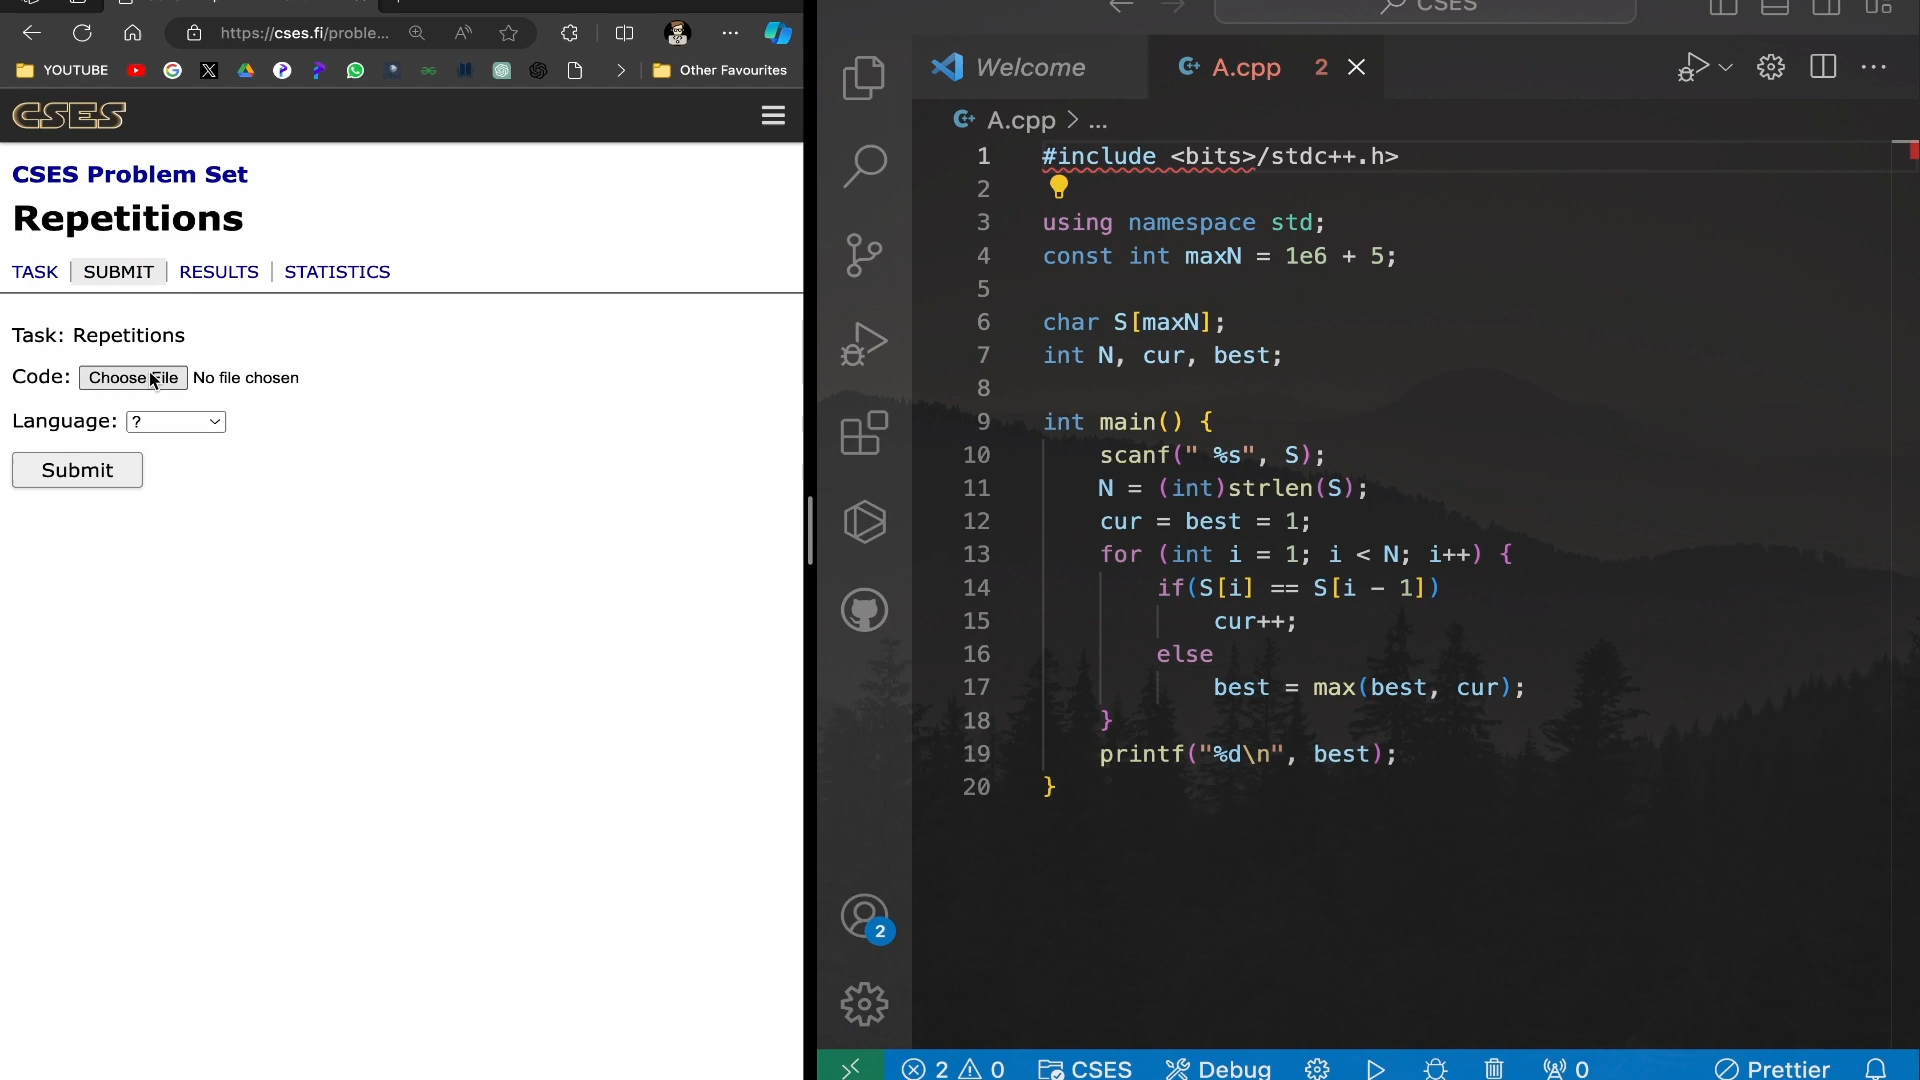 https://cses.fi/proble...
YOUTUBE
Other Favourites
CSES
CSES Problem Set
Repetitions
TASK
SUBMIT
RESULTS
STATISTICS
Task: Repetitions
Code: Choose File No file chosen
Language: ?
Submit
CSES
Welcome
A.cpp 2
A.cpp > ...
1 #include <bits>/stdc++.h>
2
3 using namespace std;
4 const int maxN = 1e6 + 5;
5
6 char S[maxN];
7 int N, cur, best;
8
9 int main() {
10 scanf(" %s", S);
11 N = (int)strlen(S);
12 cur = best = 1;
13 for (int i = 1; i < N; i++) {
14 if(S[i] == S[i - 1])
15 cur++;
16 else
17 best = max(best, cur);
18 }
19 printf("%d\n", best);
20 }
2
2 0 CSES Debug 0 Prettier